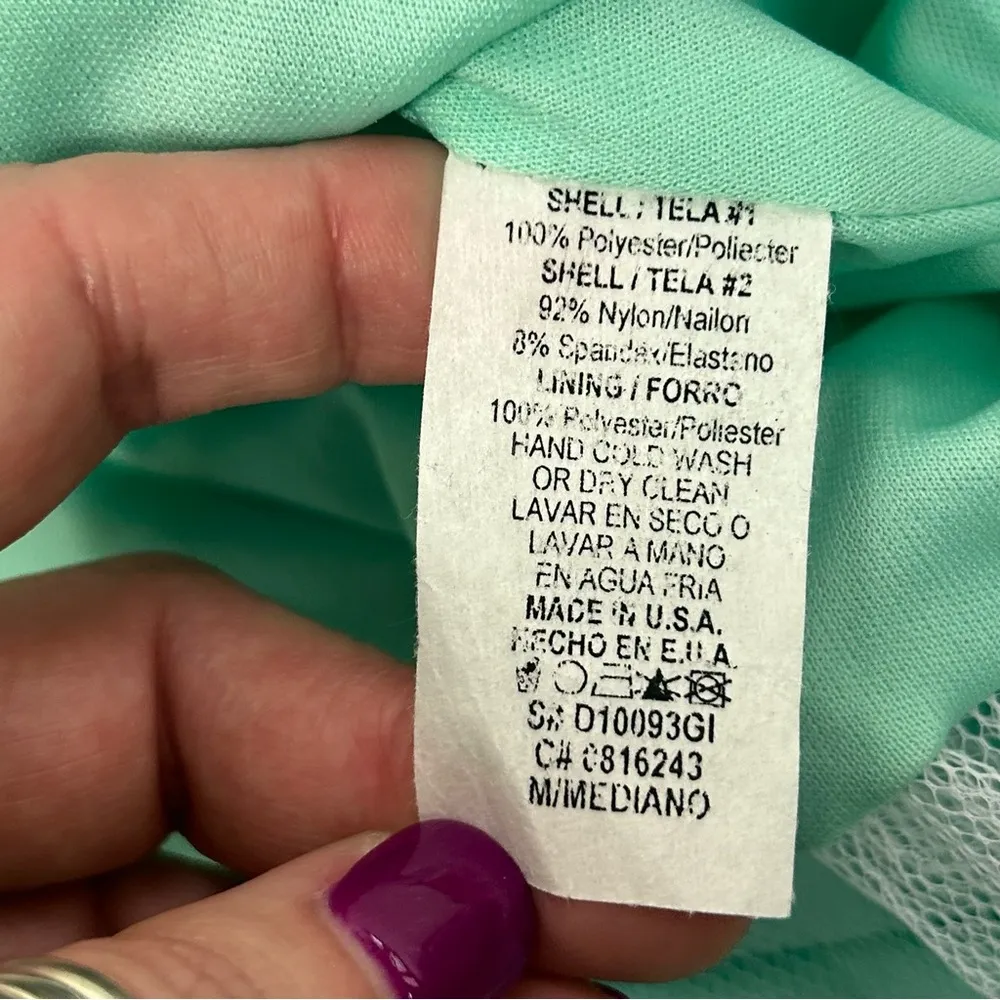 SHELL / TELA #1
100% Polyester/Poliester
SHELL / TELA #2
92% Nylon/Nailon
8% Spandex/Elastano
LINING / FORRO
100% Polyester/Poliester
HAND COLD WASH
OR DRY CLEAN
LAVAR EN SECO O
LAVAR A MANO
EN AGUA FRIA
MADE IN U.S.A.
HECHO EN E.U.A.
S# D10093GI
C# 0816243
M/MEDIANO